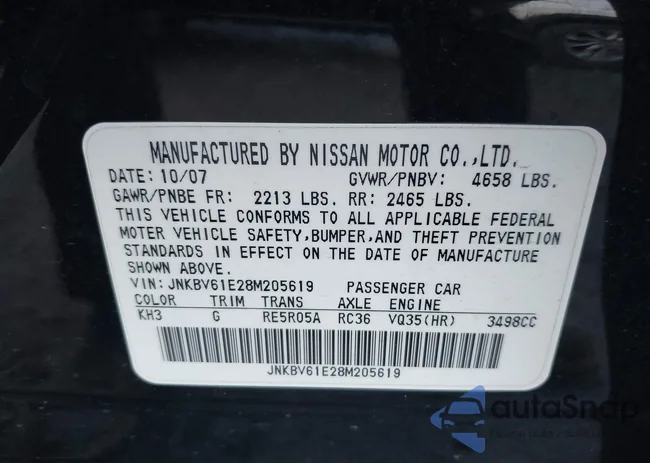 MANUFACTURED BY NISSAN MOTOR CO.,LTD.
DATE: 10/07 GVWR/PNBV: 4658 LBS.
GAWR/PNBE FR: 2213 LBS. RR: 2465 LBS.
THIS VEHICLE CONFORMS TO ALL APPLICABLE FEDERAL
MOTOR VEHICLE SAFETY,BUMPER,AND THEFT PREVENTION
STANDARDS IN EFFECT ON THE DATE OF MANUFACTURE
SHOWN ABOVE.
VIN: JNKBV61E28M205619 PASSENGER CAR
COLOR TRIM TRANS AXLE ENGINE
KH3 G RE5R05A RC36 VQ35(HR) 3498CC
JNKBV61E28M205619
autoSnap